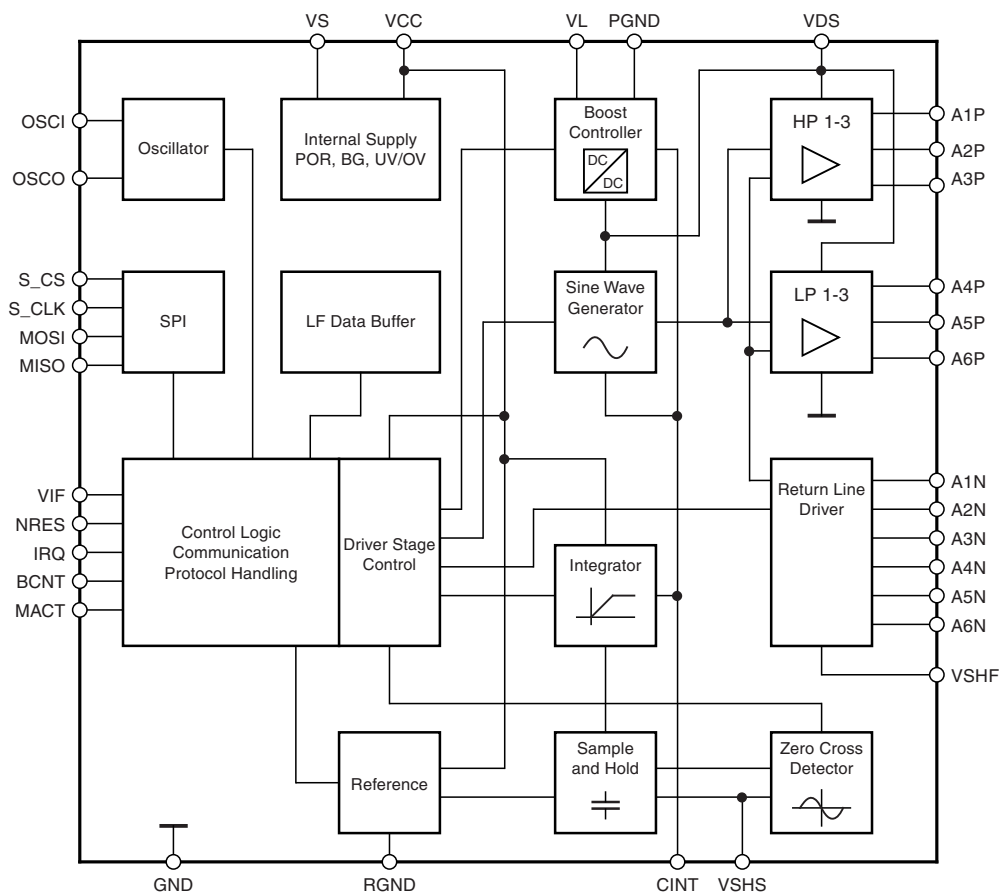 VS
VCC
VL
PGND
VDS
OSCI
OSCO
Oscillator
Internal Supply
POR, BG, UV/OV
Boost
Controller
DC
DC
HP 1-3
A1P
A2P
A3P
S_CS
S_CLK
MOSI
MISO
SPI
LF Data Buffer
Sine Wave
Generator
LP 1-3
A4P
A5P
A6P
VIF
NRES
IRQ
BCNT
MACT
Control Logic
Communication
Protocol Handling
Driver Stage
Control
Integrator
Return Line
Driver
A1N
A2N
A3N
A4N
A5N
A6N
VSHF
Reference
Sample
and Hold
Zero Cross
Detector
GND
RGND
CINT
VSHS